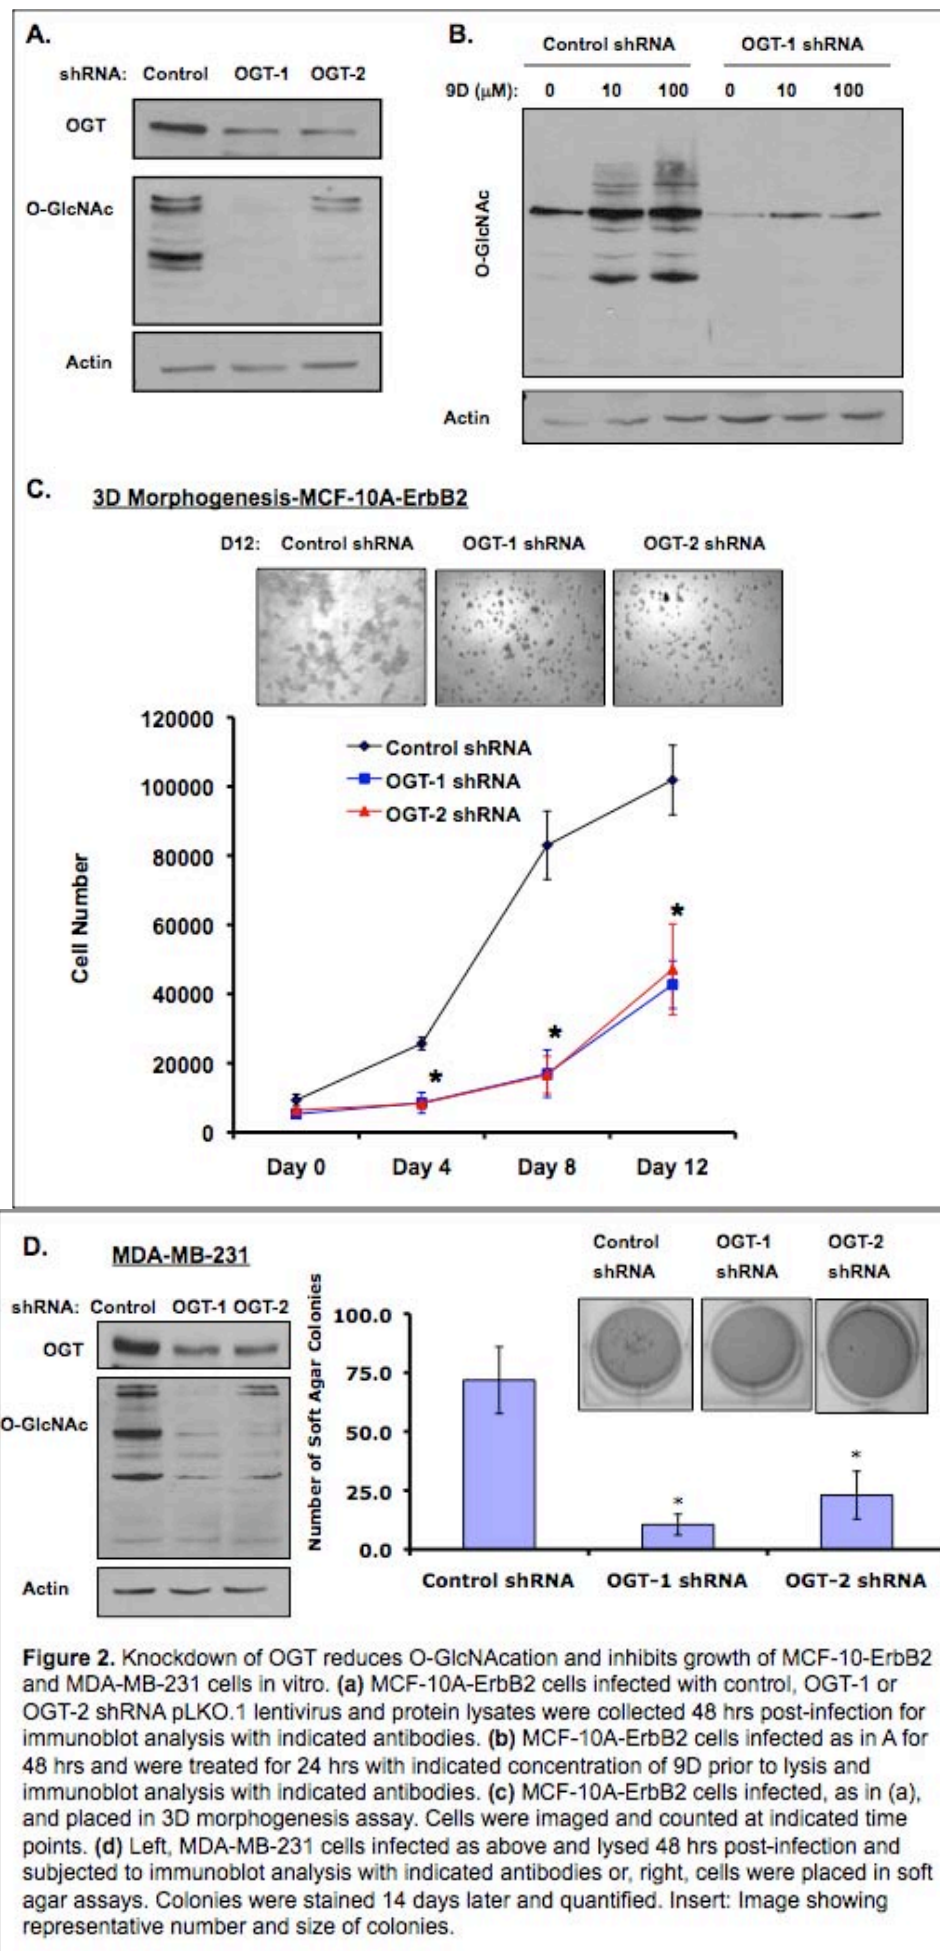 A.
shRNA: Control OGT-1 OGT-2
OGT
O-GlcNAc
Actin
B.
Control shRNA OGT-1 shRNA
9D (µM): 0 10 100 0 10 100
O-GlcNAc
Actin
C.
3D Morphogenesis-MCF-10A-ErbB2
D12: Control shRNA OGT-1 shRNA OGT-2 shRNA
Cell Number
120000
100000
80000
60000
40000
20000
0
Control shRNA
OGT-1 shRNA
OGT-2 shRNA
*
*
*
Day 0 Day 4 Day 8 Day 12
D.
MDA-MB-231
shRNA: Control OGT-1 OGT-2
OGT
O-GlcNAc
Actin
Number of Soft Agar Colonies
100.0
75.0
50.0
25.0
0.0
Control OGT-1 OGT-2
shRNA shRNA shRNA
*
*
Control shRNA OGT-1 shRNA OGT-2 shRNA
Figure 2. Knockdown of OGT reduces O-GlcNAcation and inhibits growth of MCF-10-ErbB2
and MDA-MB-231 cells in vitro. (a) MCF-10A-ErbB2 cells infected with control, OGT-1 or
OGT-2 shRNA pLKO.1 lentivirus and protein lysates were collected 48 hrs post-infection for
immunoblot analysis with indicated antibodies. (b) MCF-10A-ErbB2 cells infected as in A for
48 hrs and were treated for 24 hrs with indicated concentration of 9D prior to lysis and
immunoblot analysis with indicated antibodies. (c) MCF-10A-ErbB2 cells infected, as in (a),
and placed in 3D morphogenesis assay. Cells were imaged and counted at indicated time
points. (d) Left, MDA-MB-231 cells infected as above and lysed 48 hrs post-infection and
subjected to immunoblot analysis with indicated antibodies or, right, cells were placed in soft
agar assays. Colonies were stained 14 days later and quantified. Insert: Image showing
representative number and size of colonies.